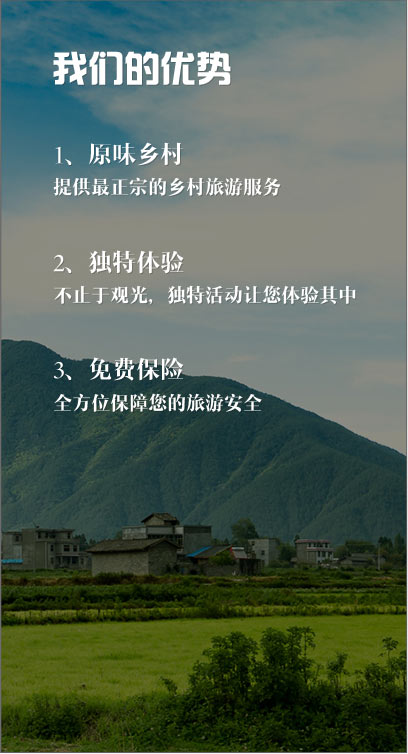 我们的优势
1、原味乡村
提供最正宗的乡村旅游服务
2、独特体验
不止于观光，独特活动让您体验其中
3、免费保险
全方位保障您的旅游安全